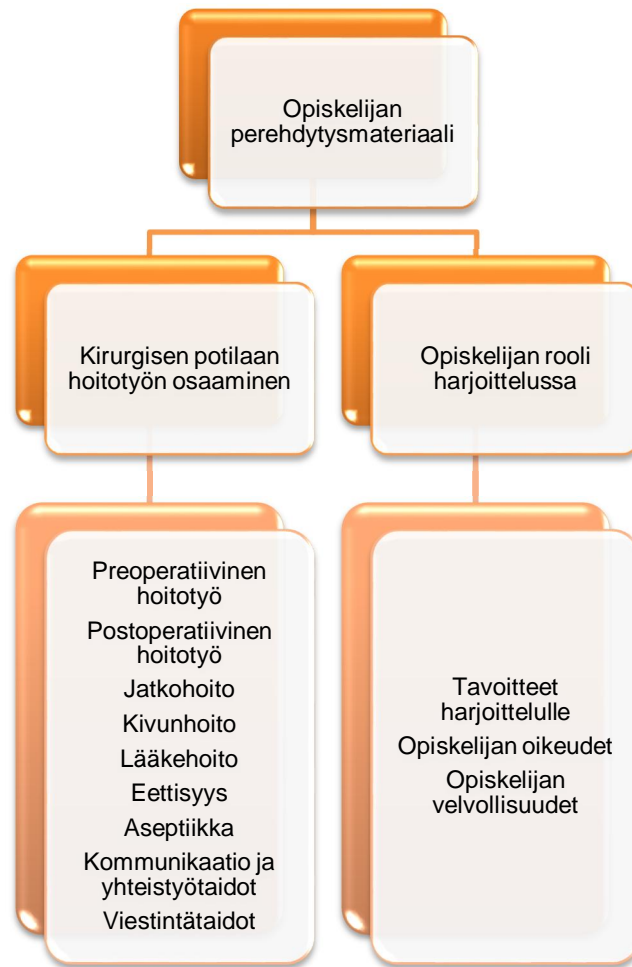 Opiskelijan
perehdytysmateriaali
Kirurgisen potilaan
hoitotyön osaaminen
Opiskelijan rooli
harjoittelussa
Preoperatiivinen
hoitotyö
Postoperatiivinen
hoitotyö
Jatkohoito
Kivunhoito
Lääkehoito
Eettisyys
Aseptiikka
Kommunikaatio ja
yhteistyötaidot
Viestintätaidot
Tavoitteet
harjoittelulle
Opiskelijan oikeudet
Opiskelijan
velvollisuudet